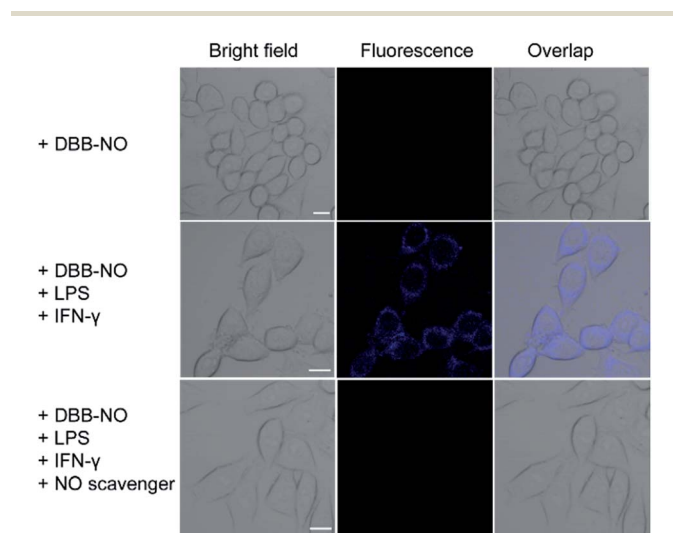 Bright field Fluorescence Overlap
+ DBB-NO
+ DBB-NO
+ LPS
+ IFN-γ
+ DBB-NO
+ LPS
+ IFN-γ
+ NO scavenger